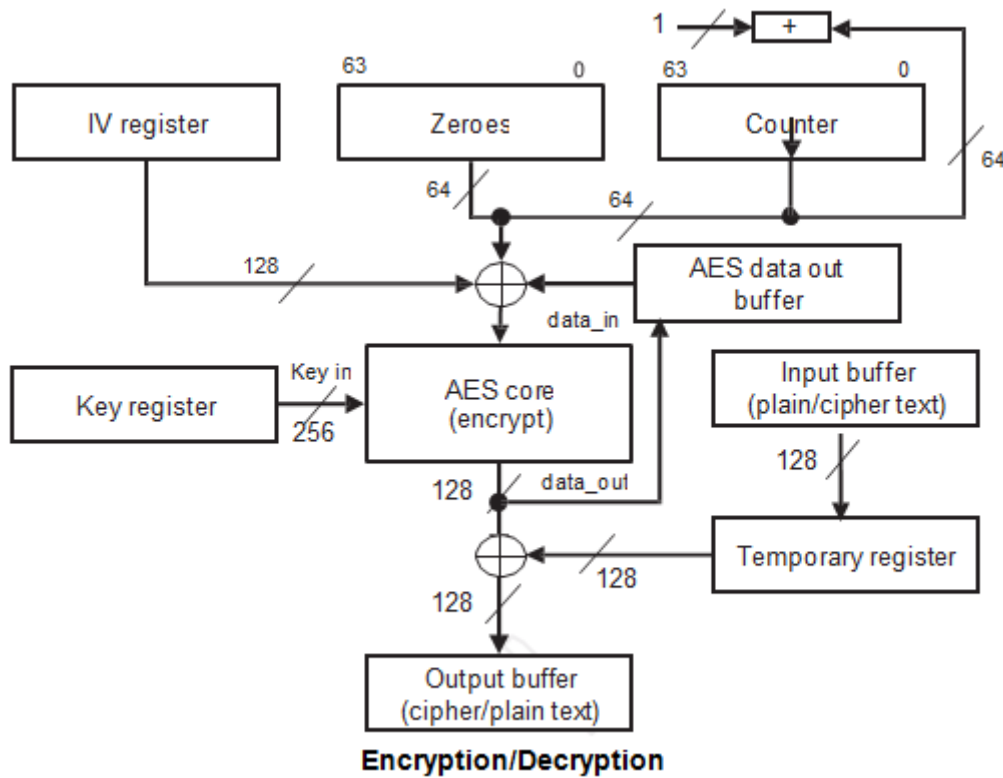 1
+
63
0
63
0
IV register
Zeroes
Counter
64
64
64
128
AES data out
buffer
data_in
Key in
256
Key register
AES core
(encrypt)
Input buffer
(plain/cipher text)
128
128
data_out
Temporary register
128
128
Output buffer
(cipher/plain text)
Encryption/Decryption